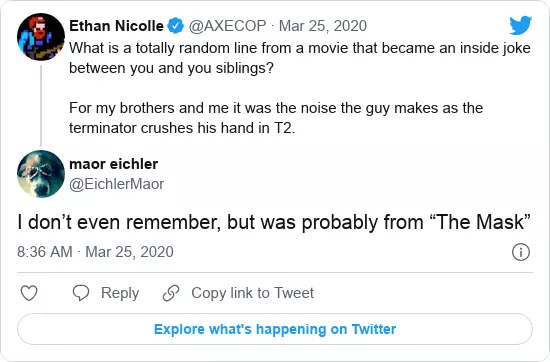 Ethan Nicolle @AXECOP · Mar 25, 2020
What is a totally random line from a movie that became an inside joke
between you and you siblings?
For my brothers and me it was the noise the guy makes as the
terminator crushes his hand in T2.
maor eichler
@EichlerMaor
I don’t even remember, but was probably from “The Mask”
8:36 AM · Mar 25, 2020
Reply Copy link to Tweet
Explore what's happening on Twitter